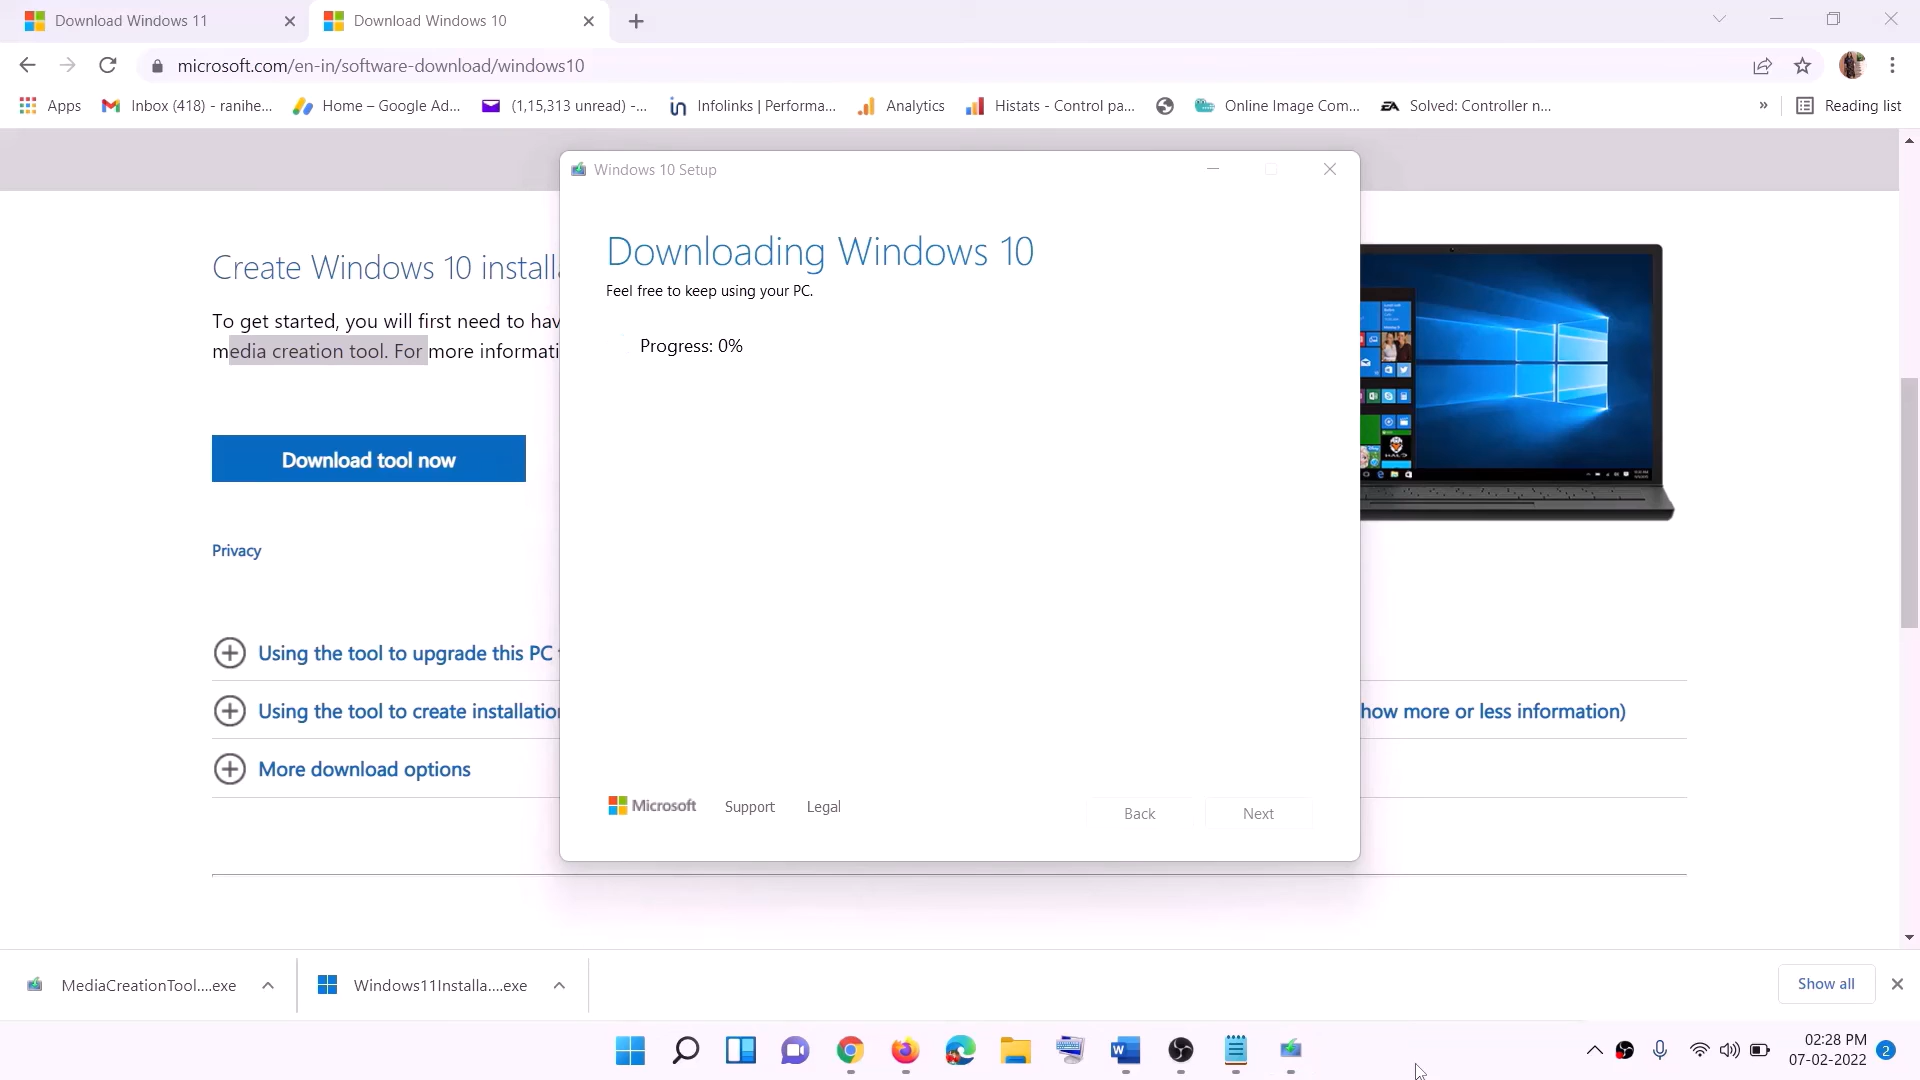 Download Windows 11
Download Windows 10
microsoft.com/en-in/software-download/windows10
Apps
Inbox (418) - ranihe...
Home – Google Ad...
(1,15,313 unread) -...
Infolinks | Performa...
Analytics
Histats - Control pa...
Online Image Com...
Solved: Controller n...
»
Reading list
Windows 10 Setup
Downloading Windows 10
Feel free to keep using your PC.
Progress: 0%
Create Windows 10 install
To get started, you will first need to hav
media creation tool. For more informati
Download tool now
Privacy
Using the tool to upgrade this PC
Using the tool to create installation
how more or less information)
More download options
Microsoft
Support
Legal
Back
Next
MediaCreationTool....exe
Windows11Installa....exe
Show all
02:28 PM
07-02-2022
2